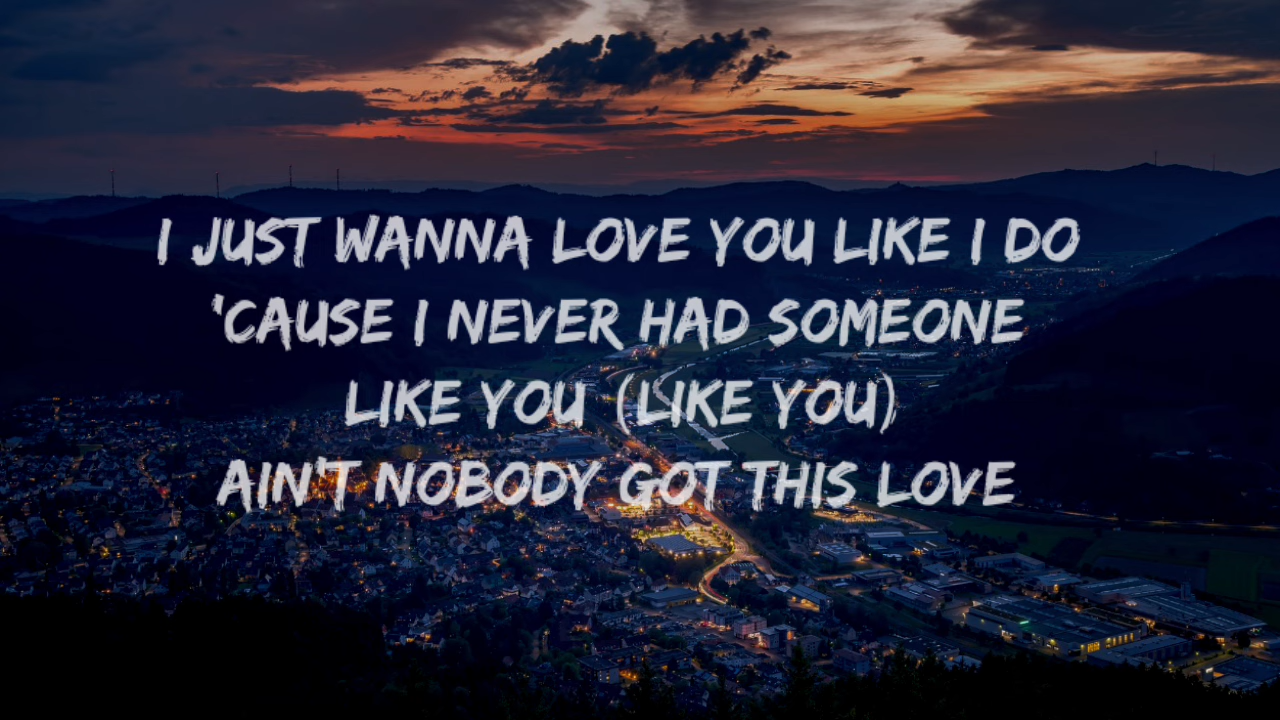 I JUST WANNA LOVE YOU LIKE I DO
'CAUSE I NEVER HAD SOMEONE
LIKE YOU (LIKE YOU)
AIN'T NOBODY GOT THIS LOVE